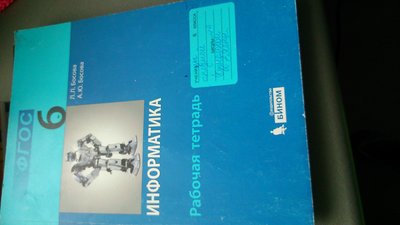 ФГОС
Л.Л. Босова
А.Ю. Босова
6
ИНФОРМАТИКА
Рабочая тетрадь
БИНОМ